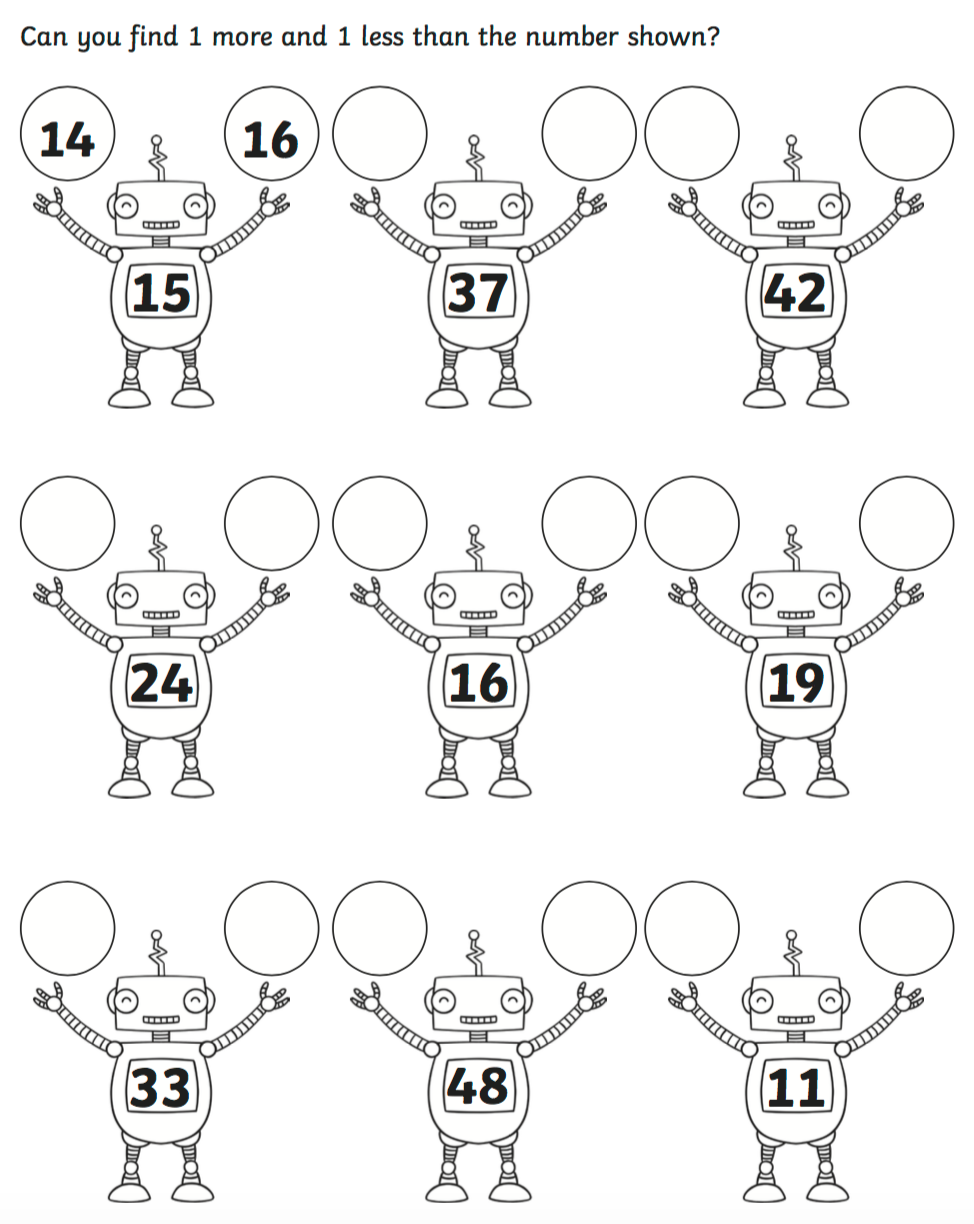 Can you find 1 more and 1 less than the number shown?
14 16
15 37 42
24 16 19
33 48 11